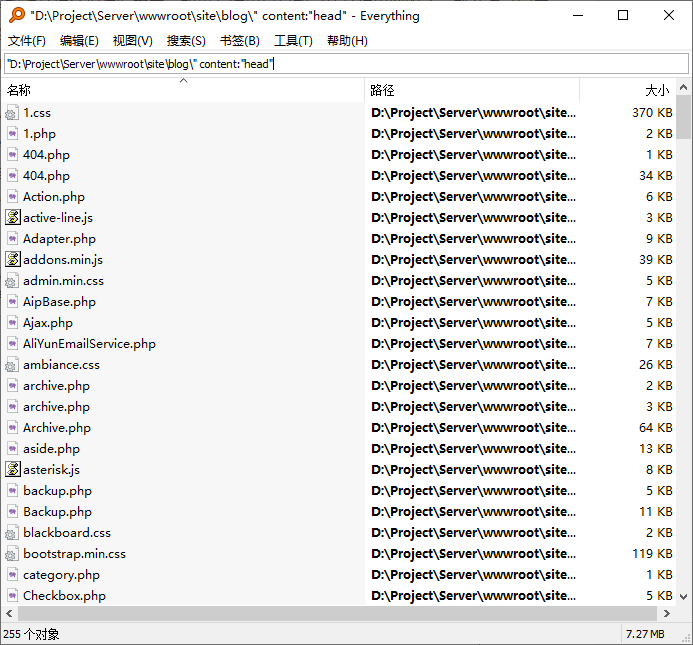 "D:\Project\Server\wwwroot\site\blog\" content:"head" - Everything
文件(F) 编辑(E) 视图(V) 搜索(S) 书签(B) 工具(T) 帮助(H)
"D:\Project\Server\wwwroot\site\blog\" content:"head"
名称 路径 大小
1.css D:\Project\Server\wwwroot\site... 370 KB
1.php D:\Project\Server\wwwroot\site... 2 KB
404.php D:\Project\Server\wwwroot\site... 1 KB
404.php D:\Project\Server\wwwroot\site... 34 KB
Action.php D:\Project\Server\wwwroot\site... 6 KB
active-line.js D:\Project\Server\wwwroot\site... 3 KB
Adapter.php D:\Project\Server\wwwroot\site... 9 KB
addons.min.js D:\Project\Server\wwwroot\site... 39 KB
admin.min.css D:\Project\Server\wwwroot\site... 5 KB
AipBase.php D:\Project\Server\wwwroot\site... 7 KB
Ajax.php D:\Project\Server\wwwroot\site... 5 KB
AliYunEmailService.php D:\Project\Server\wwwroot\site... 7 KB
ambiance.css D:\Project\Server\wwwroot\site... 26 KB
archive.php D:\Project\Server\wwwroot\site... 2 KB
archive.php D:\Project\Server\wwwroot\site... 3 KB
Archive.php D:\Project\Server\wwwroot\site... 64 KB
aside.php D:\Project\Server\wwwroot\site... 13 KB
asterisk.js D:\Project\Server\wwwroot\site... 8 KB
backup.php D:\Project\Server\wwwroot\site... 5 KB
Backup.php D:\Project\Server\wwwroot\site... 11 KB
blackboard.css D:\Project\Server\wwwroot\site... 2 KB
bootstrap.min.css D:\Project\Server\wwwroot\site... 119 KB
category.php D:\Project\Server\wwwroot\site... 1 KB
Checkbox.php D:\Project\Server\wwwroot\site... 5 KB
255 个对象 7.27 MB